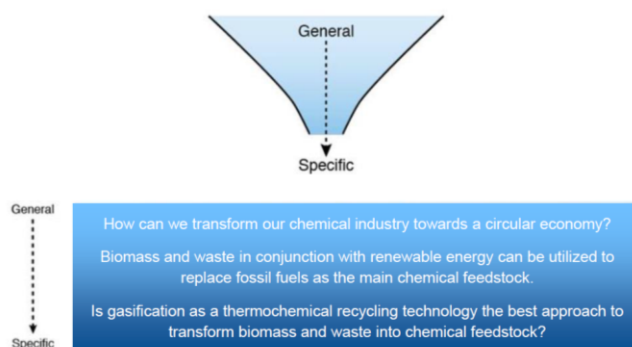 General
Specific
General
How can we transform our chemical industry towards a circular economy?
Biomass and waste in conjunction with renewable energy can be utilized to
replace fossil fuels as the main chemical feedstock.
Is gasification as a thermochemical recycling technology the best approach to
transform biomass and waste into chemical feedstock?
Specific